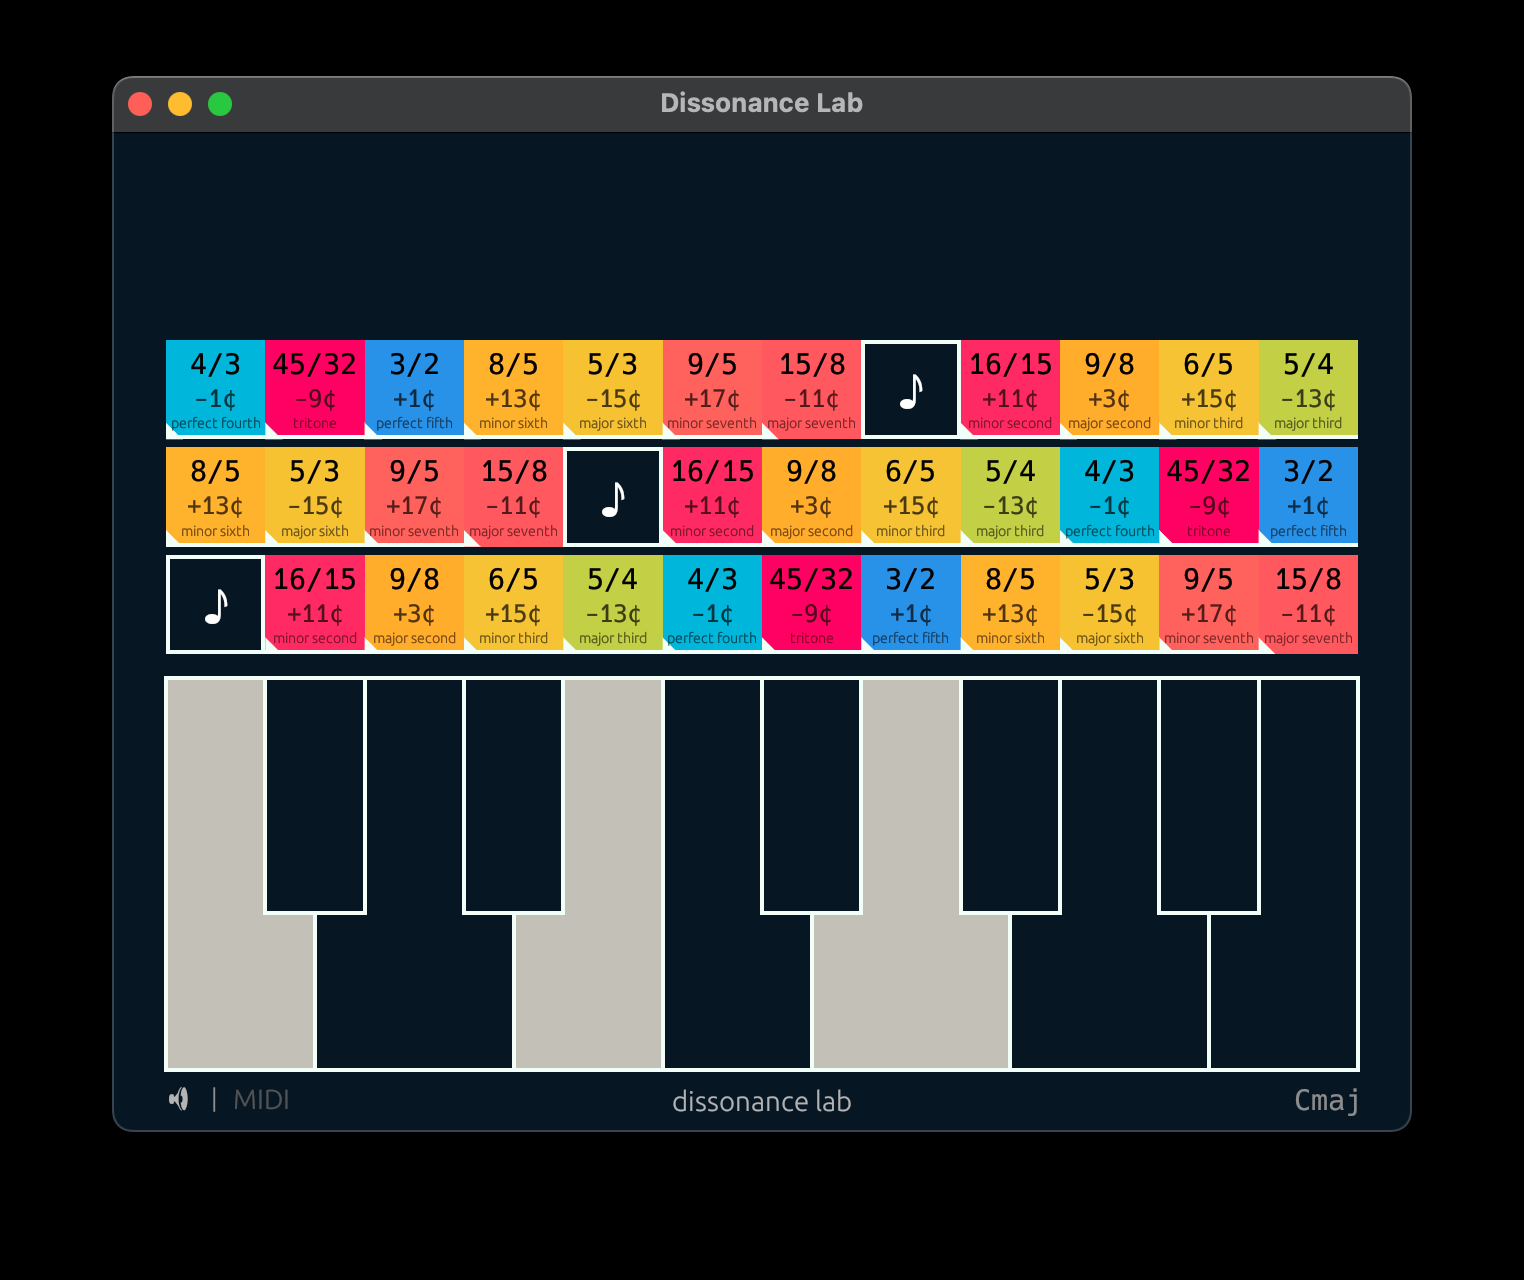 Dissonance Lab
4/3 45/32 3/2 8/5 5/3 9/5 15/8 16/15 9/8 6/5 5/4
-1¢ -9¢ +1¢ +13¢ -15¢ +17¢ -11¢ +11¢ +3¢ +15¢ -13¢
perfect fourth tritone perfect fifth minor sixth major sixth minor seventh major seventh minor second major second minor third major third
8/5 5/3 9/5 15/8 16/15 9/8 6/5 5/4 4/3 45/32 3/2
+13¢ -15¢ +17¢ -11¢ +11¢ +3¢ +15¢ -13¢ -1¢ -9¢ +1¢
minor sixth major sixth minor seventh major seventh minor second major second minor third major third perfect fourth tritone perfect fifth
16/15 9/8 6/5 5/4 4/3 45/32 3/2 8/5 5/3 9/5 15/8
+11¢ +3¢ +15¢ -13¢ -1¢ -9¢ +1¢ +13¢ -15¢ +17¢ -11¢
minor second major second minor third major third perfect fourth tritone perfect fifth minor sixth major sixth minor seventh major seventh
| MIDI dissonance lab Cmaj